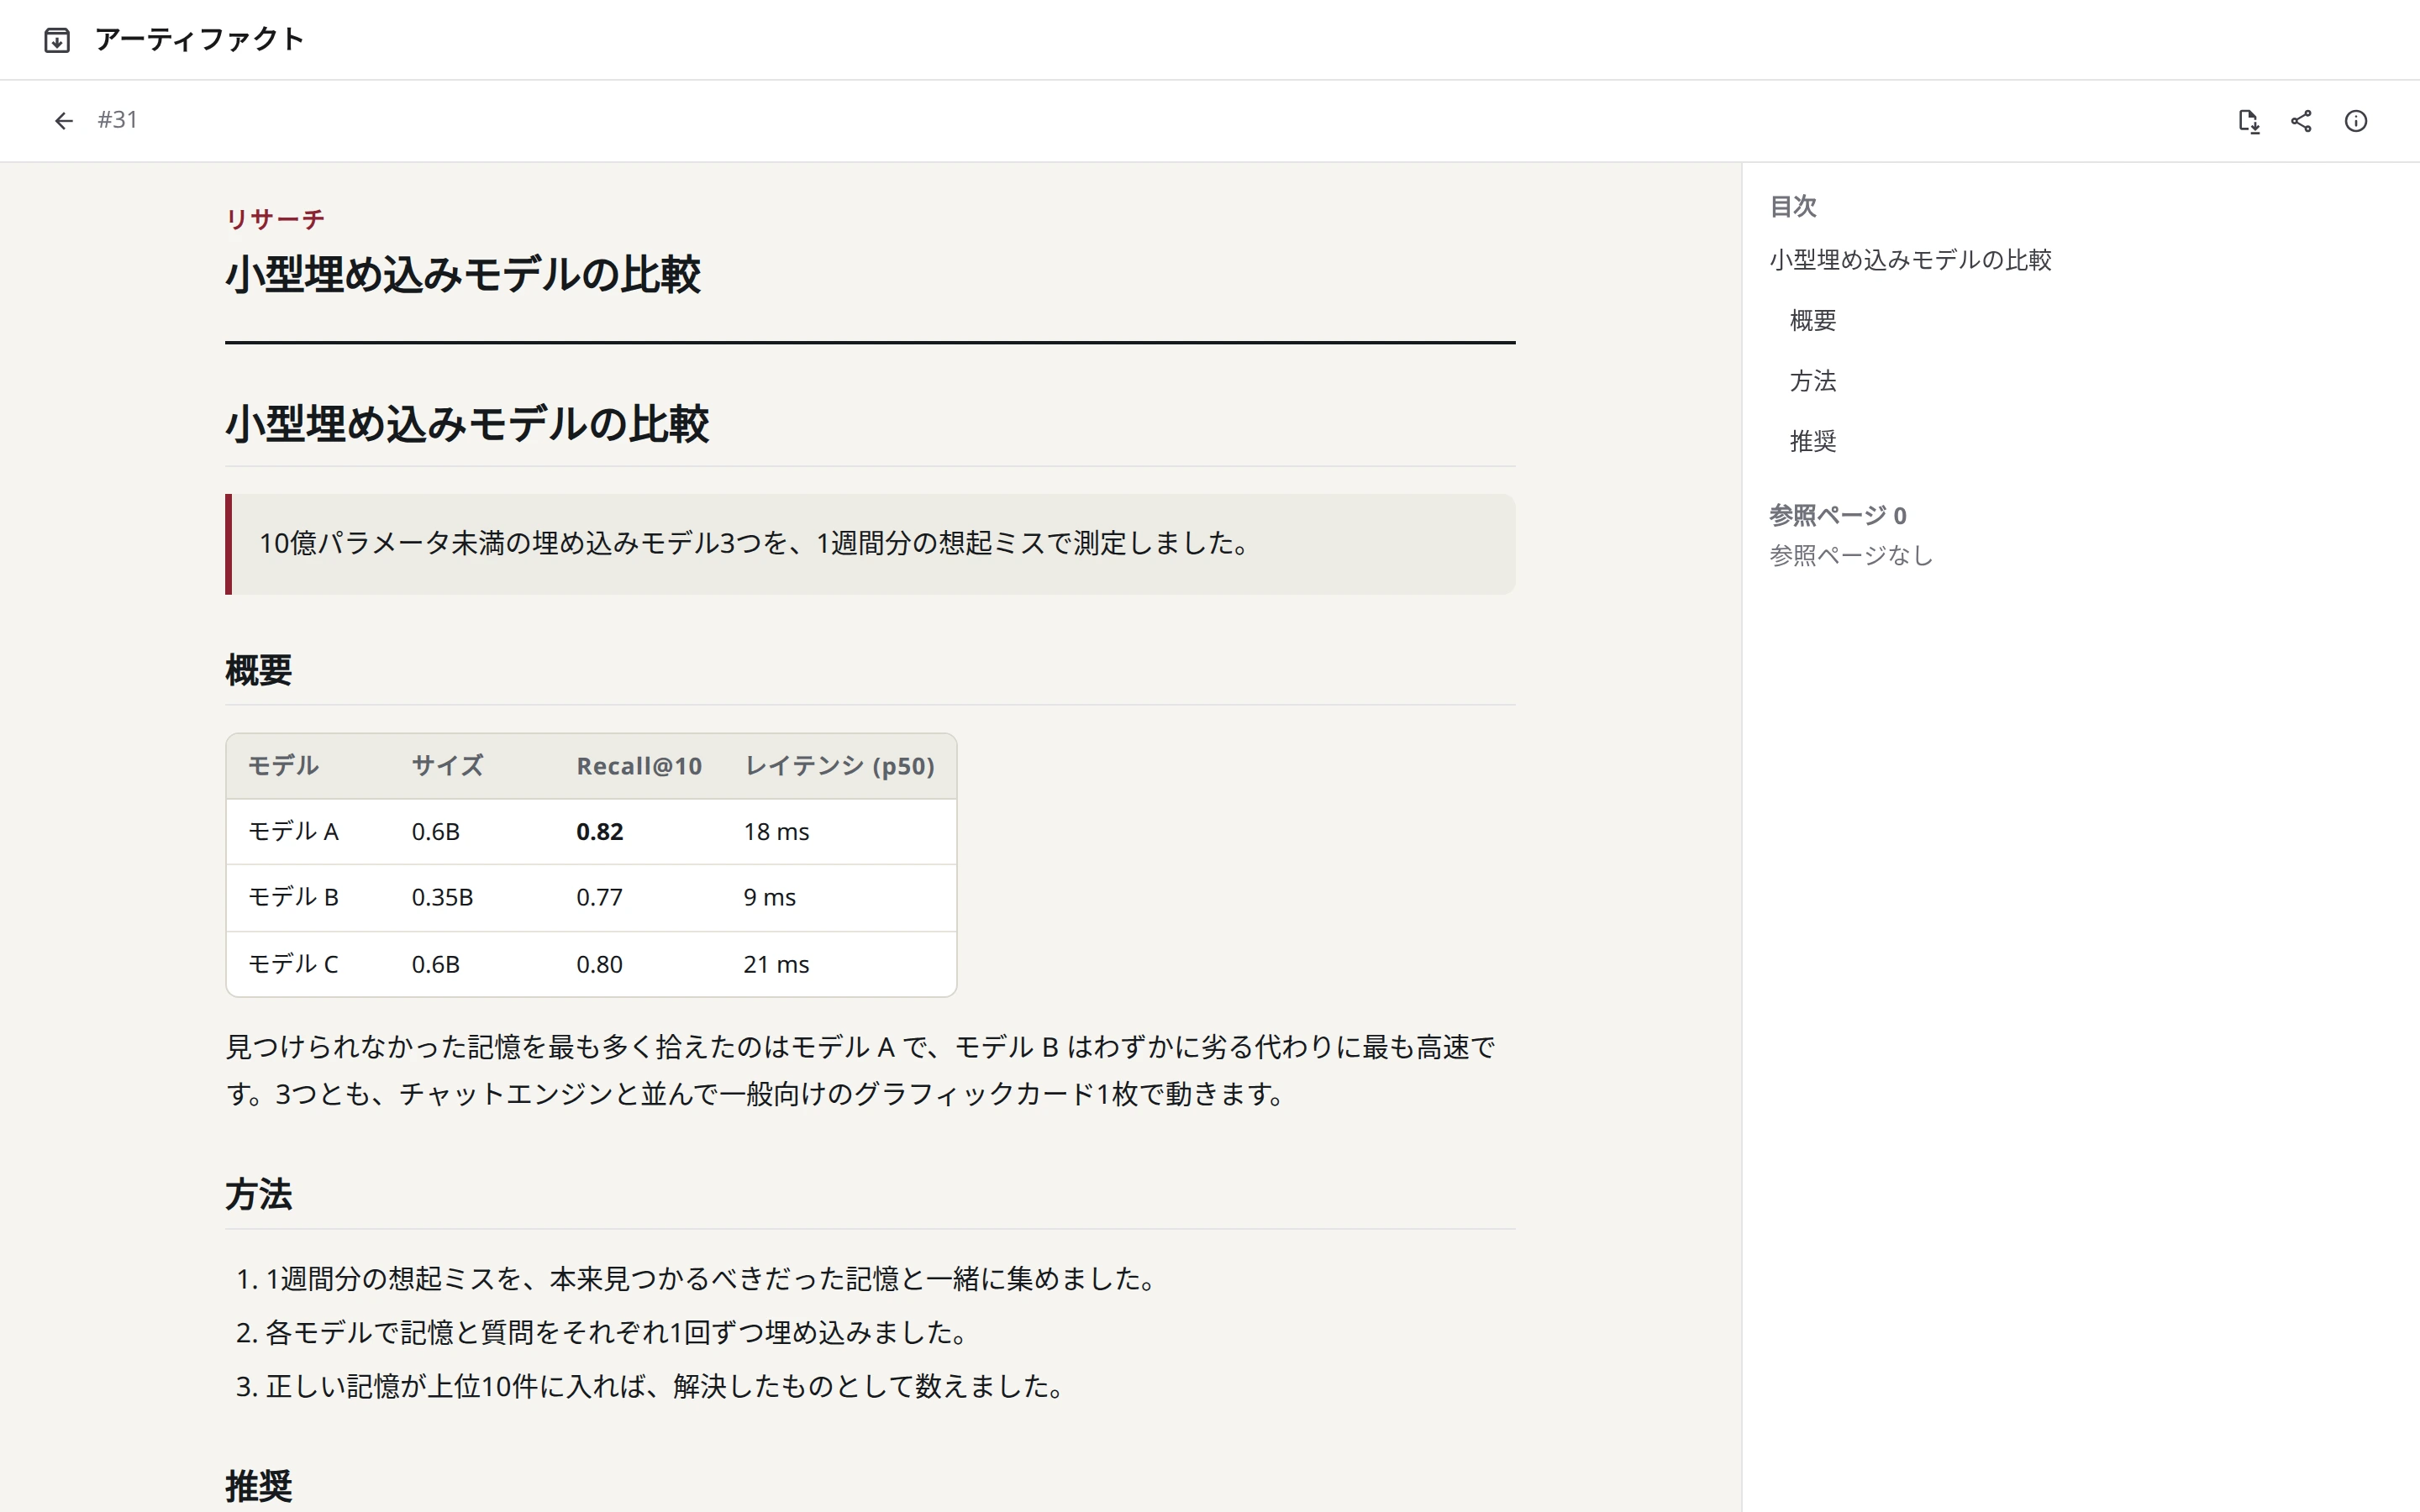 アーティファクト
#31
リサーチ
小型埋め込みモデルの比較
小型埋め込みモデルの比較
10億パラメータ未満の埋め込みモデル3つを、1週間分の想起ミスで測定しました。
概要
モデル サイズ Recall@10 レイテンシ (p50)
モデル A 0.6B 0.82 18 ms
モデル B 0.35B 0.77 9 ms
モデル C 0.6B 0.80 21 ms
見つけられなかった記憶を最も多く拾えたのはモデル A で、モデル B はわずかに劣る代わりに最も高速で
す。3つとも、チャットエンジンと並んで一般向けのグラフィックカード1枚で動きます。
方法
1. 1週間分の想起ミスを、本来見つかるべきだった記憶と一緒に集めました。
2. 各モデルで記憶と質問をそれぞれ1回ずつ埋め込みました。
3. 正しい記憶が上位10件に入れば、解決したものとして数えました。
推奨
目次
小型埋め込みモデルの比較
概要
方法
推奨
参照ページ 0
参照ページなし